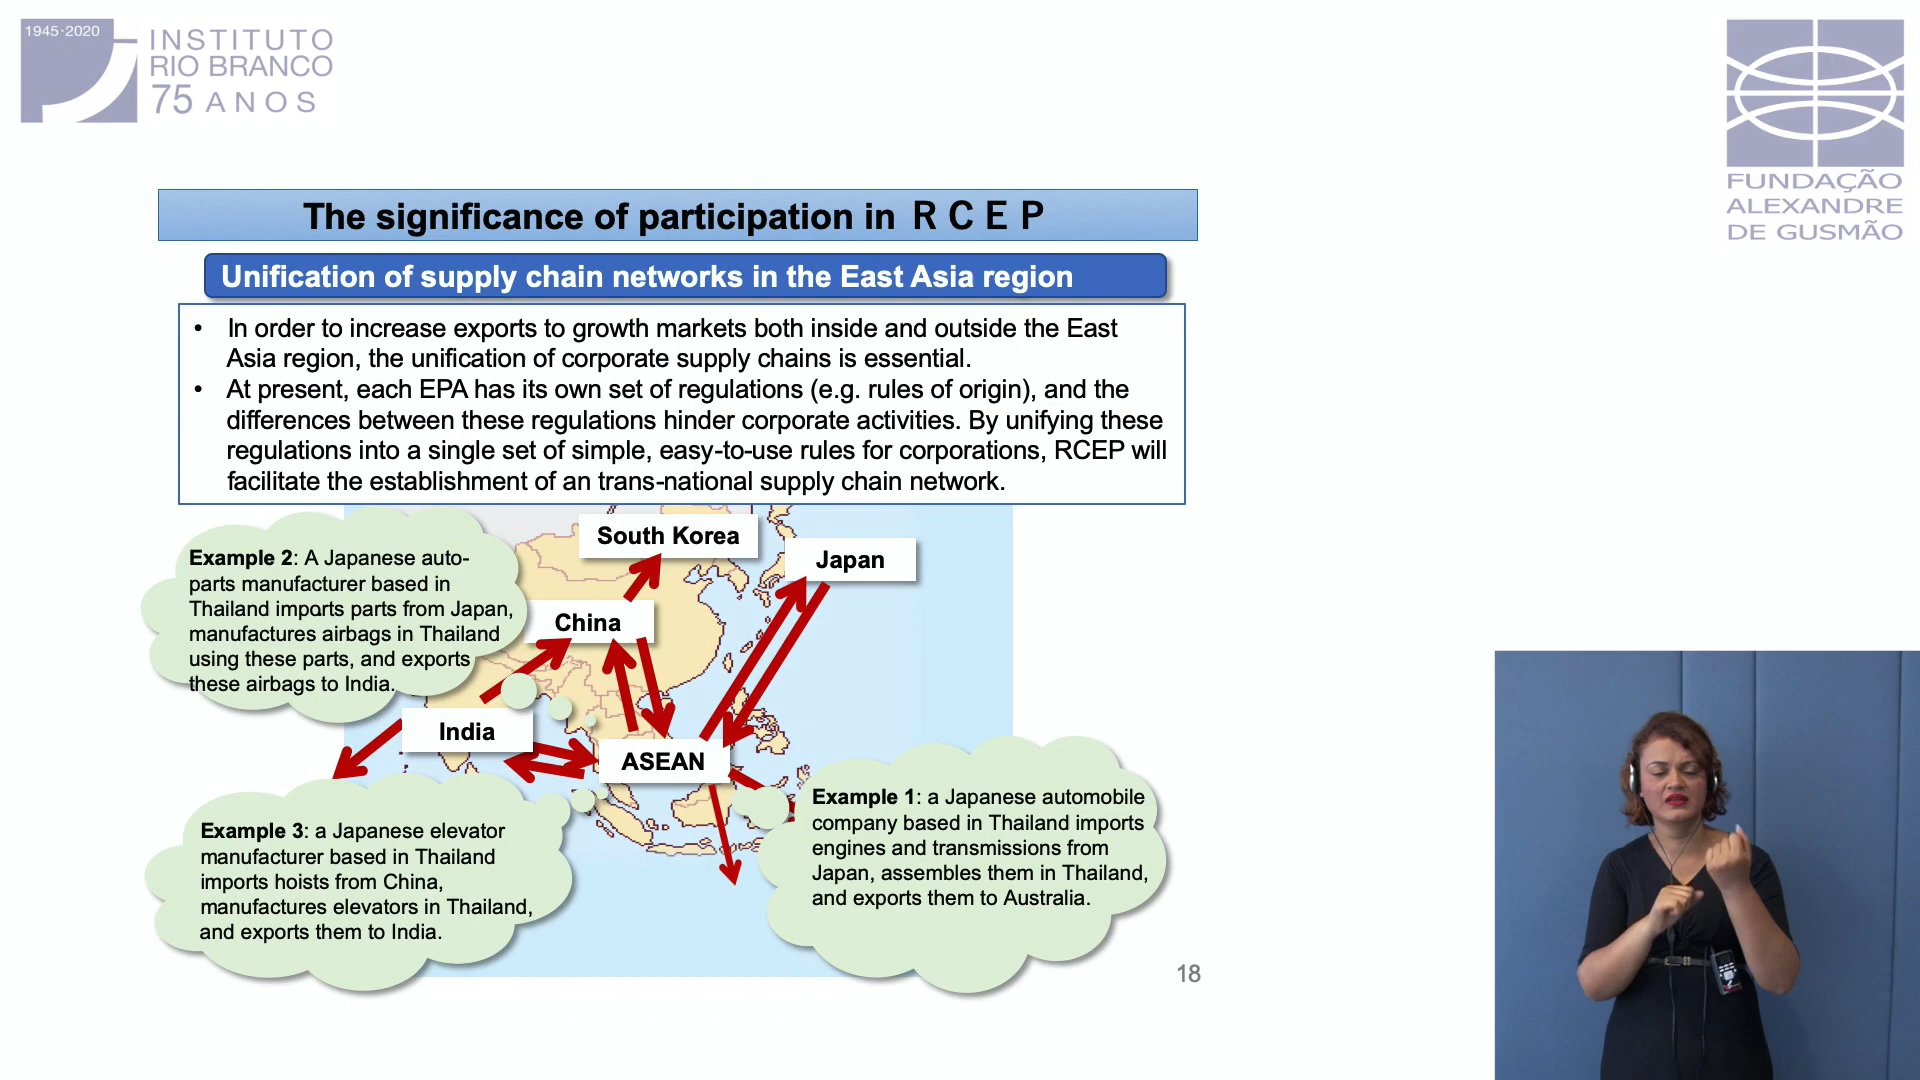 1945·2020
INSTITUTO
RIO BRANCO
75 ANOS
FUNDAÇÃO
ALEXANDRE
DE GUSMÃO
The significance of participation in ＲＣＥＰ
Unification of supply chain networks in the East Asia region
• In order to increase exports to growth markets both inside and outside the East
Asia region, the unification of corporate supply chains is essential.
• At present, each EPA has its own set of regulations (e.g. rules of origin), and the
differences between these regulations hinder corporate activities. By unifying these
regulations into a single set of simple, easy-to-use rules for corporations, RCEP will
facilitate the establishment of an trans-national supply chain network.
South Korea
Japan
China
India
ASEAN
Example 2: A Japanese auto-
parts manufacturer based in
Thailand imports parts from Japan,
manufactures airbags in Thailand
using these parts, and exports
these airbags to India.
Example 3: a Japanese elevator
manufacturer based in Thailand
imports hoists from China,
manufactures elevators in Thailand,
and exports them to India.
Example 1: a Japanese automobile
company based in Thailand imports
engines and transmissions from
Japan, assembles them in Thailand,
and exports them to Australia.
18